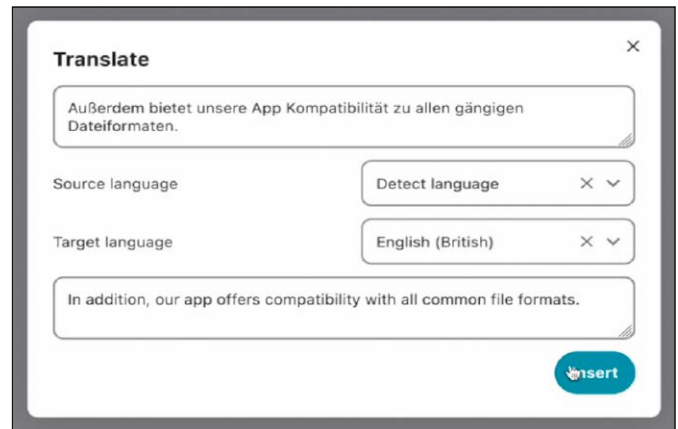 Translate
Außerdem bietet unsere App Kompatibilität zu allen gängigen
Dateiformaten.
Source language
Detect language
Target language
English (British)
In addition, our app offers compatibility with all common file formats.
Insert